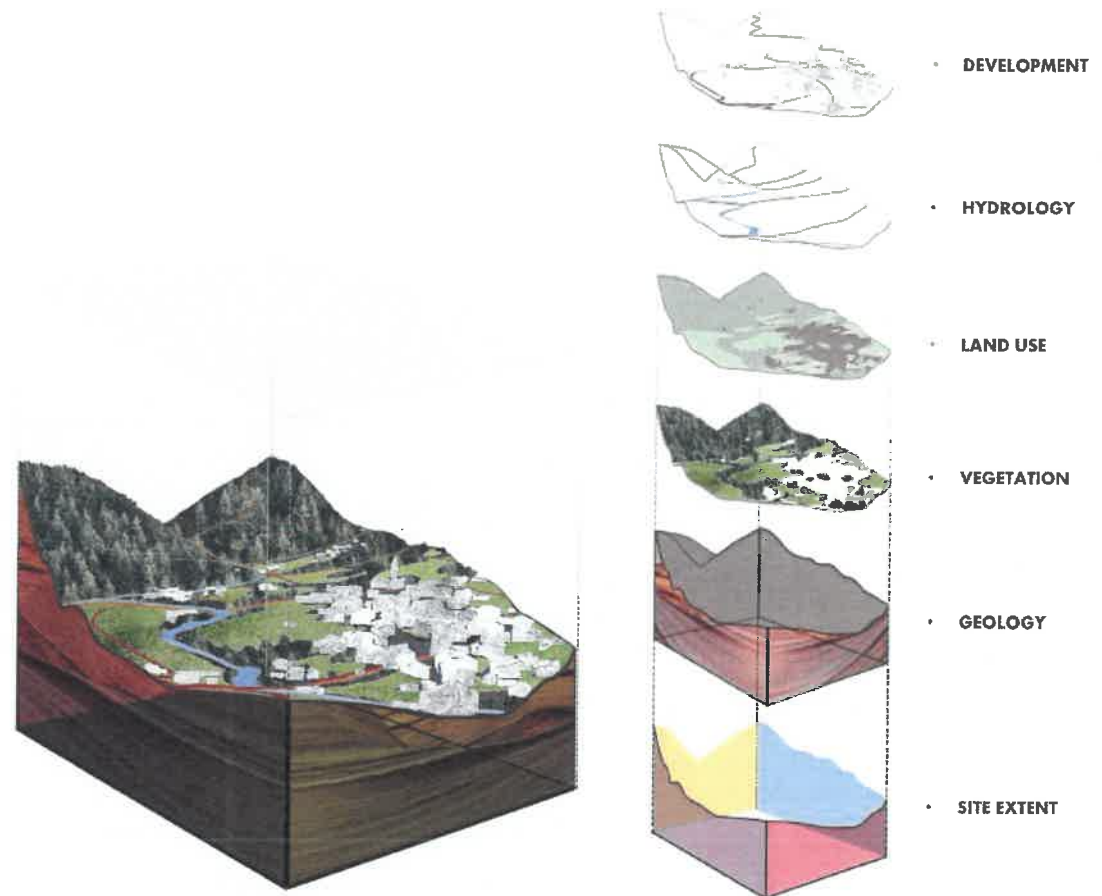 DEVELOPMENT
HYDROLOGY
LAND USE
VEGETATION
GEOLOGY
SITE EXTENT